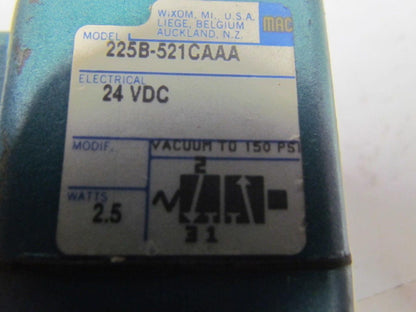 WIXOM, MI., U.S.A.
LIEGE, BELGIUM
AUCKLAND, N.Z.
MAC
MODEL
225B-521CAAA
ELECTRICAL
24 VDC
MODIF.
VACUUM TO 150 PSI
WATTS
2.5
2
3 1